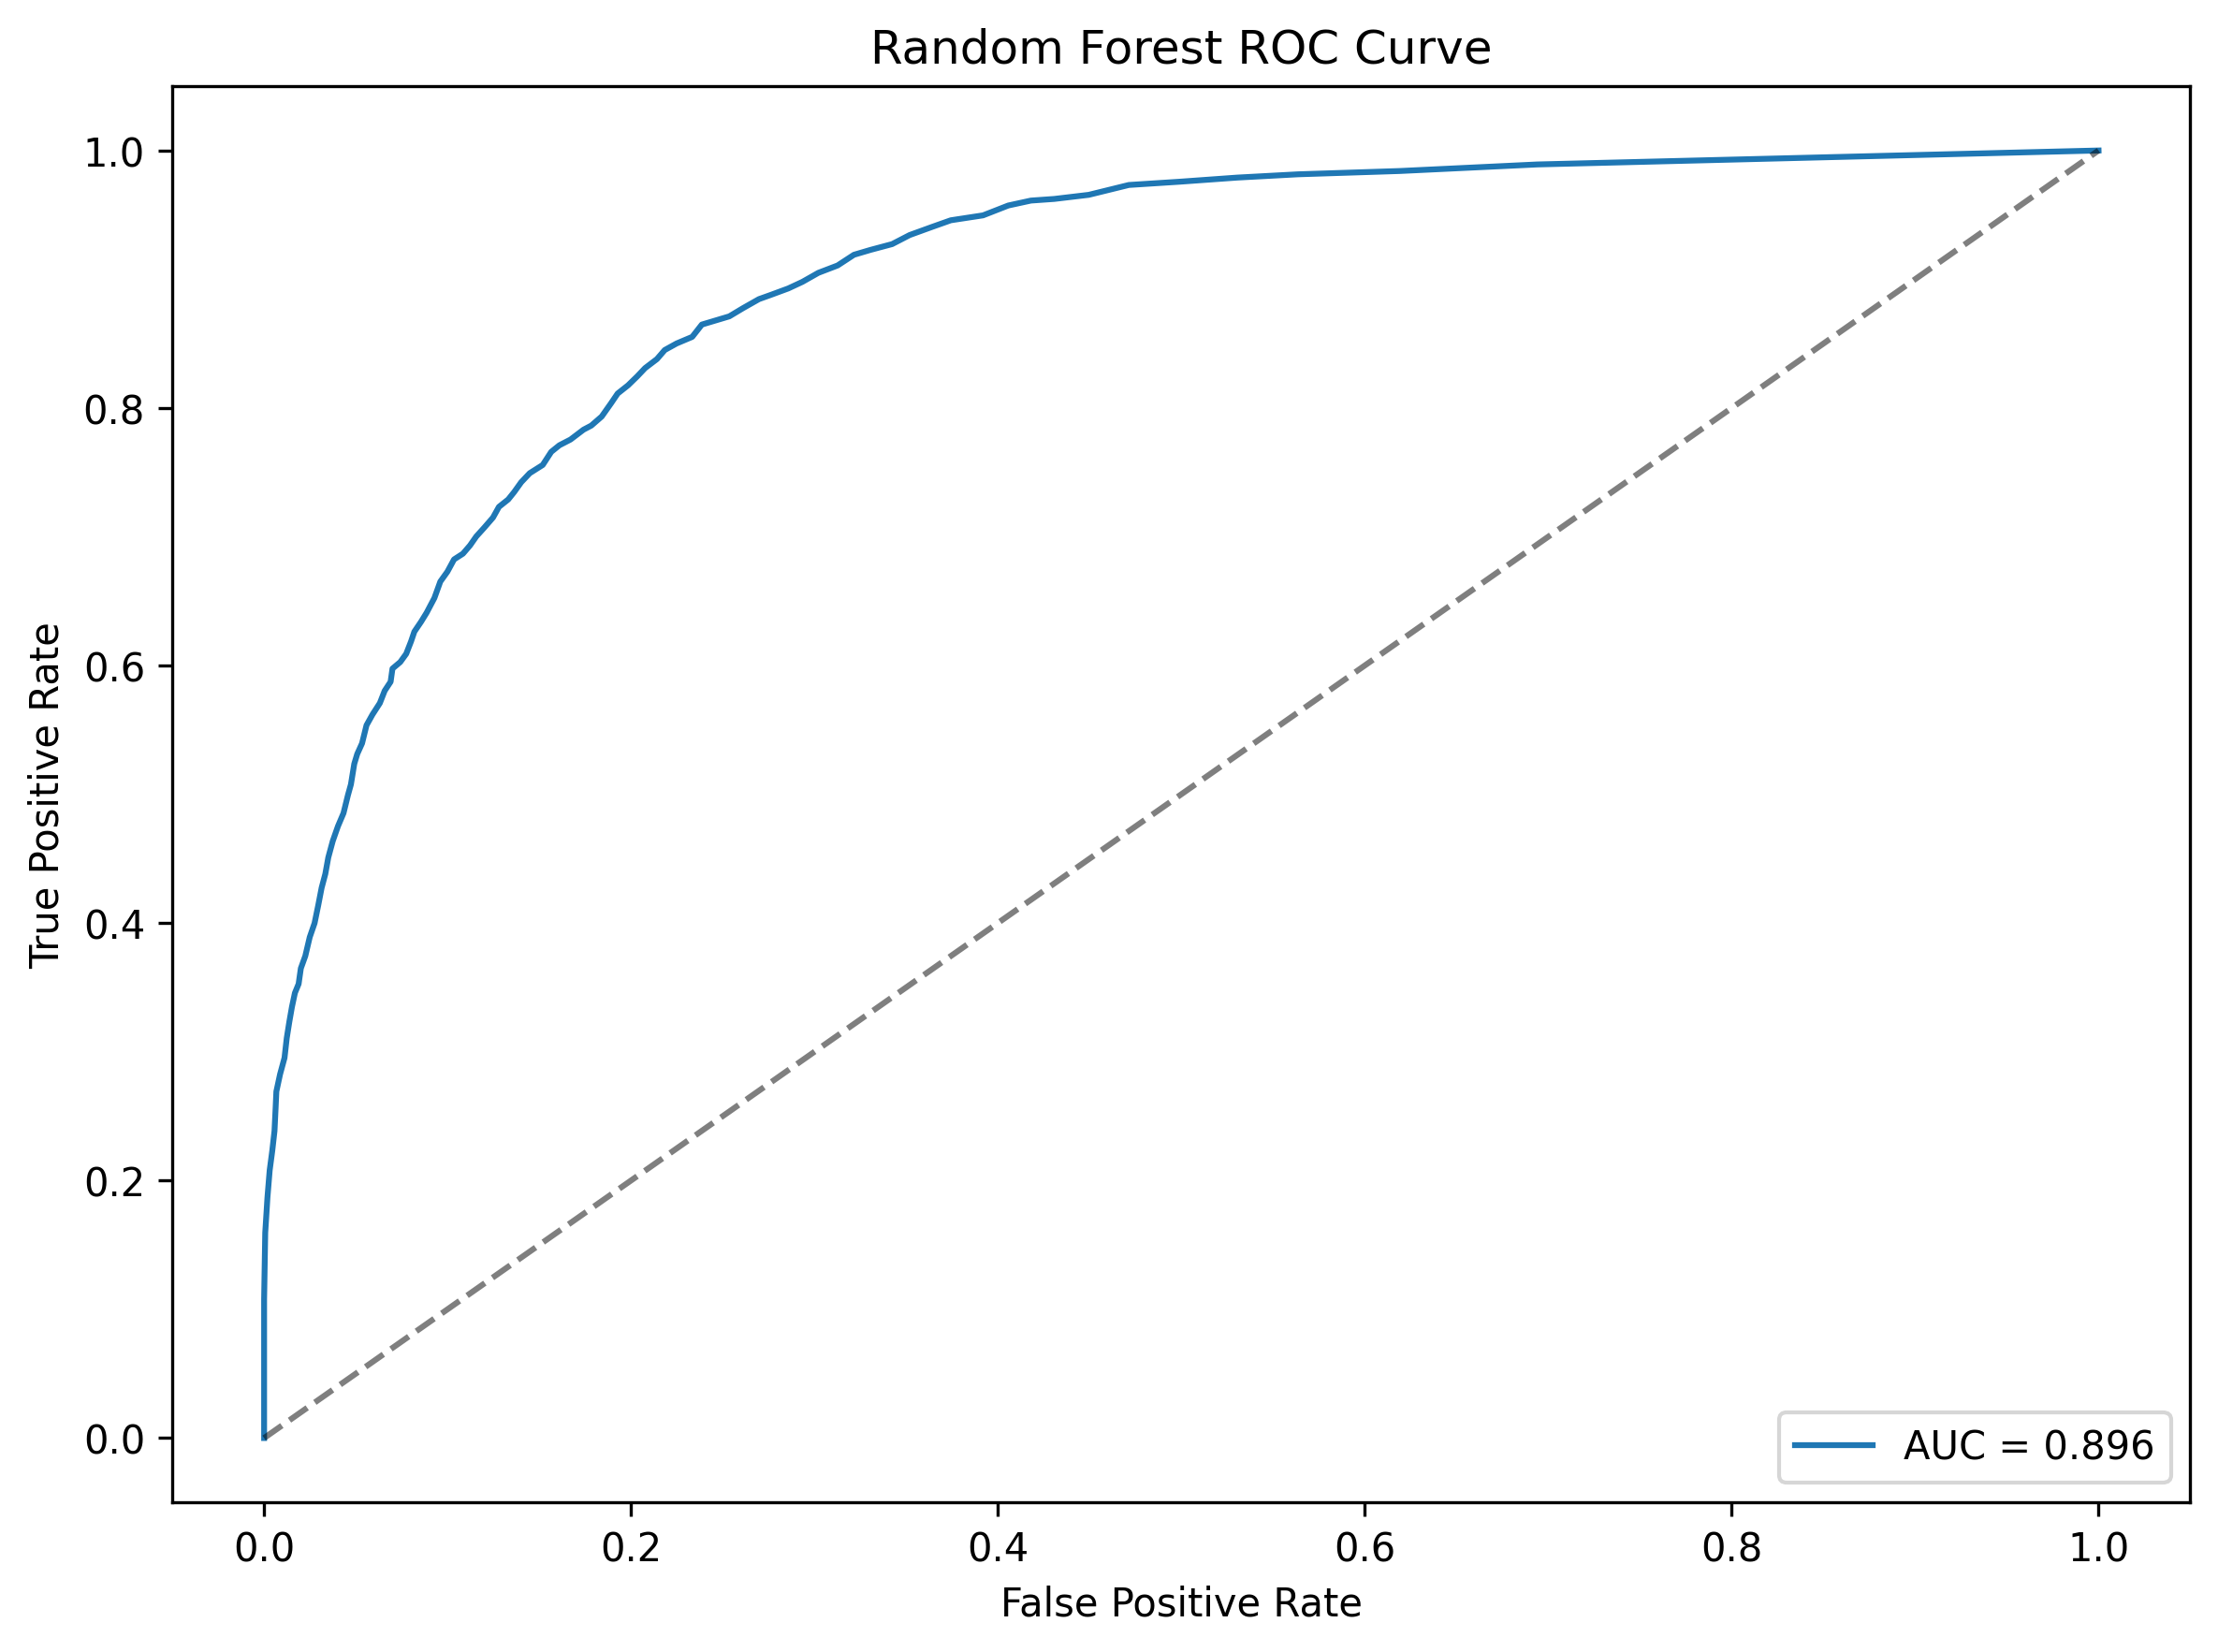 Random Forest ROC Curve
1.0
0.8
0.6
0.4
0.2
0.0
True Positive Rate
AUC = 0.896
0.0 0.2 0.4 0.6 0.8 1.0
False Positive Rate